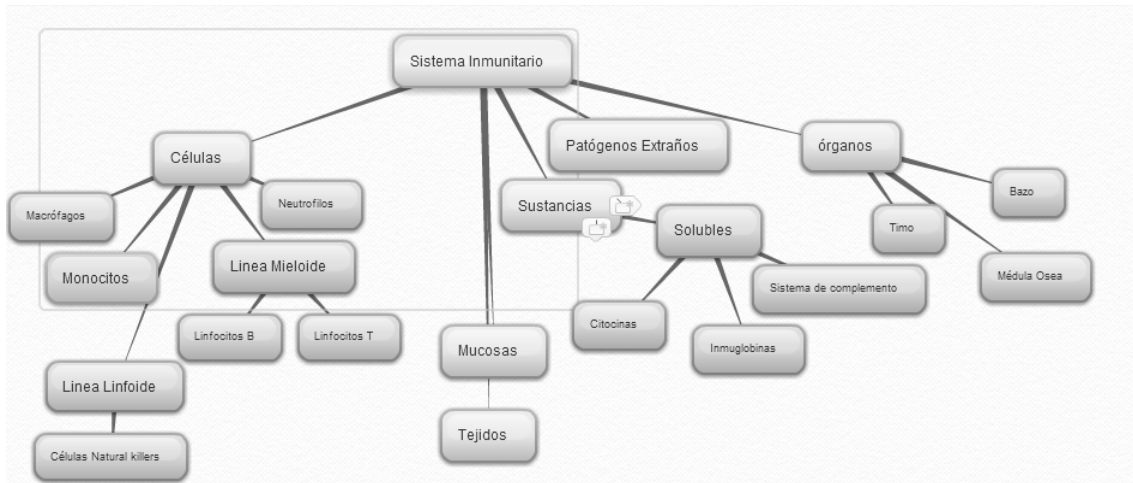 Sistema Inmunitario
Células
Patógenos Extraños
órganos
Macrófagos
Neutrofilos
Sustancias
Bazo
Monocitos
Linea Mieloide
Solubles
Timo
Médula Osea
Linfocitos B
Linfocitos T
Citocinas
Sistema de complemento
Mucosas
Inmuglobinas
Linea Linfoide
Tejidos
Células Natural killers